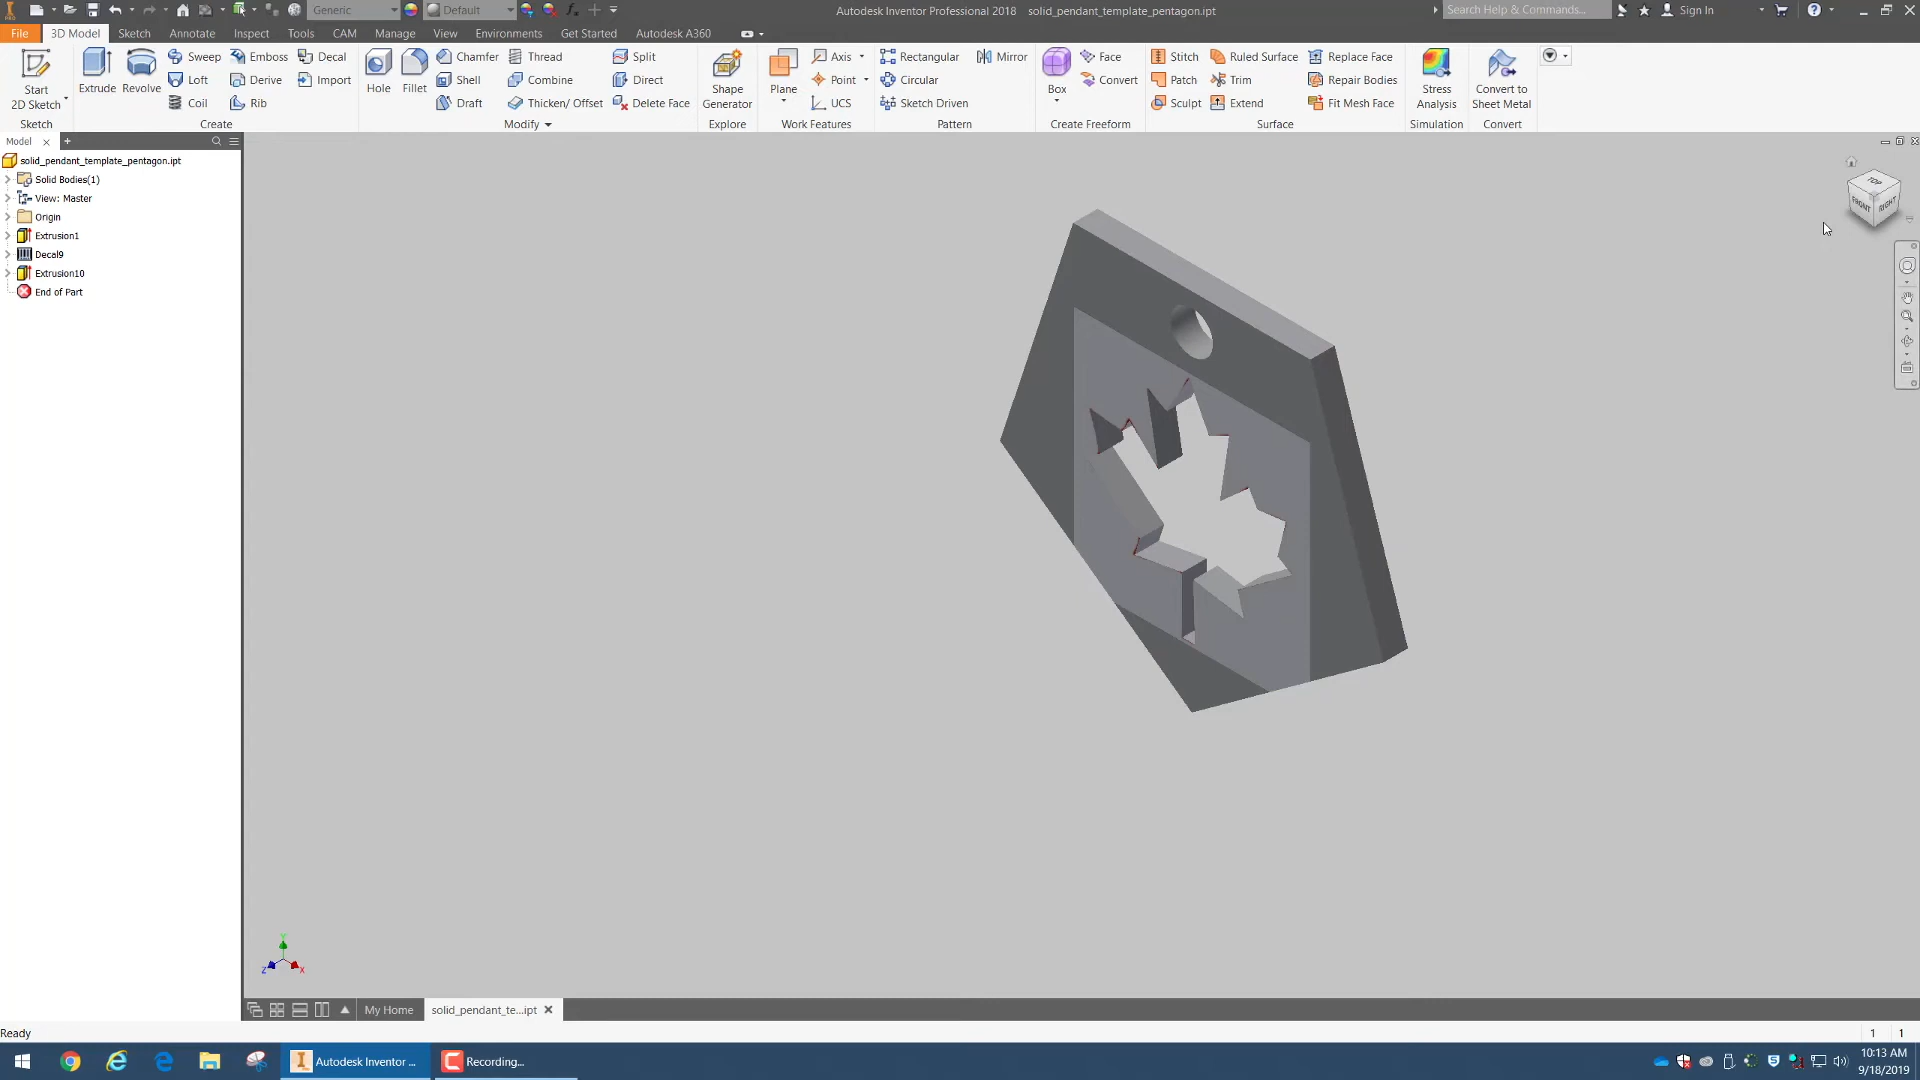 Generic
Default
Autodesk Inventor Professional 2018 solid_pendant_template_pentagon.ipt
Search Help & Commands...
Sign In
File
3D Model
Sketch
Annotate
Inspect
Tools
CAM
Manage
View
Environments
Get Started
Autodesk A360
Start
2D Sketch
Extrude
Revolve
Sweep
Loft
Coil
Emboss
Derive
Rib
Decal
Import
Hole
Fillet
Chamfer
Shell
Draft
Thread
Combine
Thicken/ Offset
Split
Direct
Delete Face
Shape
Generator
Plane
Axis
Point
UCS
Rectangular
Circular
Sketch Driven
Mirror
Box
Face
Convert
Stitch
Patch
Sculpt
Ruled Surface
Trim
Extend
Replace Face
Repair Bodies
Fit Mesh Face
Stress
Analysis
Convert to
Sheet Metal
Sketch
Create
Modify
Explore
Work Features
Pattern
Create Freeform
Surface
Simulation
Convert
Model
solid_pendant_template_pentagon.ipt
Solid Bodies(1)
View: Master
Origin
Extrusion1
Decal9
Extrusion10
End of Part
TOP
FRONT
RIGHT
Y
Z
X
My Home
solid_pendant_te...ipt
Ready
1 1
Autodesk Inventor ...
Recording...
10:13 AM
9/18/2019